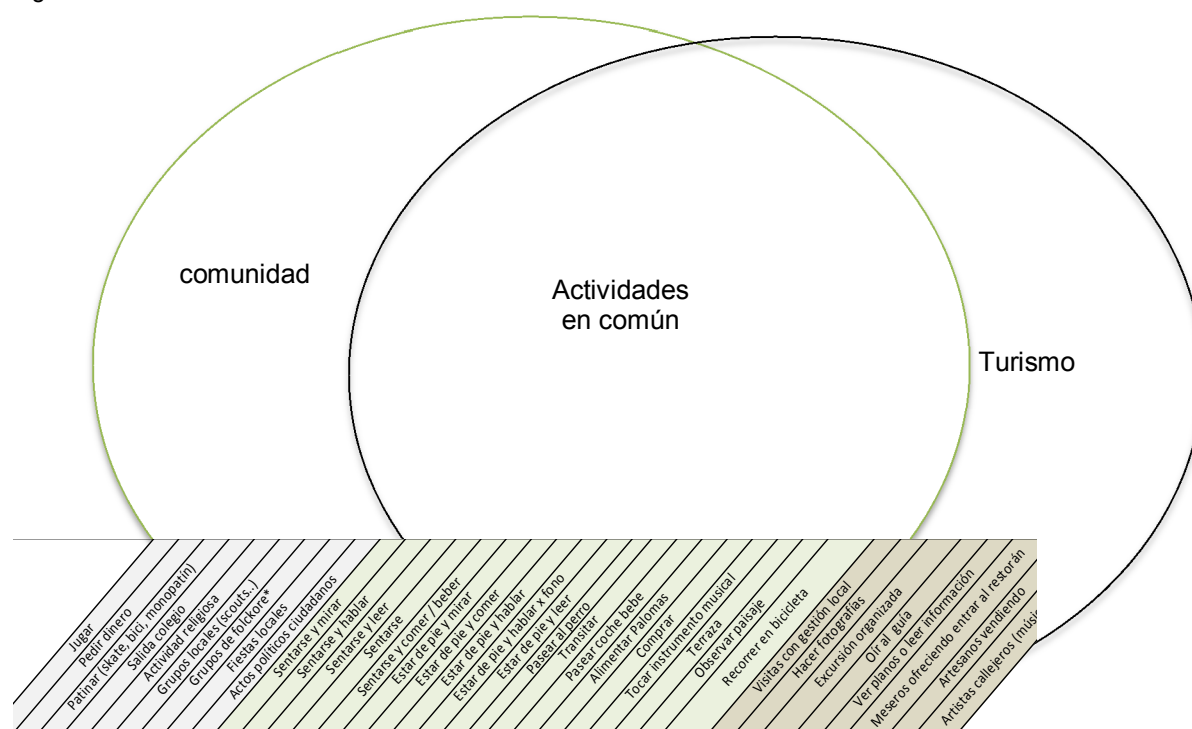 comunidad
Actividades
en común
Turismo
Jugar
Pedir dinero
Patinar (skate, bici, monopatín)
Salida colegio
Actividad religiosa
Grupos locales (scouts..)
Grupos de folckore*
Fiestas locales
Actos políticos ciudadanos
Sentarse y mirar
Sentarse y hablar
Sentarse y leer
Sentarse
Sentarse y comer / beber
Estar de pie y mirar
Estar de pie y comer
Estar de pie y hablar
Estar de pie y hablar x fono
Estar de pie y leer
Pasear al perro
Transitar
Pasear coche bebe
Alimentar Palomas
Comprar
Tocar instrumento musical
Terraza
Observar paisaje
Recorrer en bicicleta
Visitas con gestión local
Hacer fotografías
Excursión organizada
Oír al guía
Ver planos o leer información
Meseros ofreciendo entrar al restorán
Artesanos vendiendo
Artistas callejeros (músi